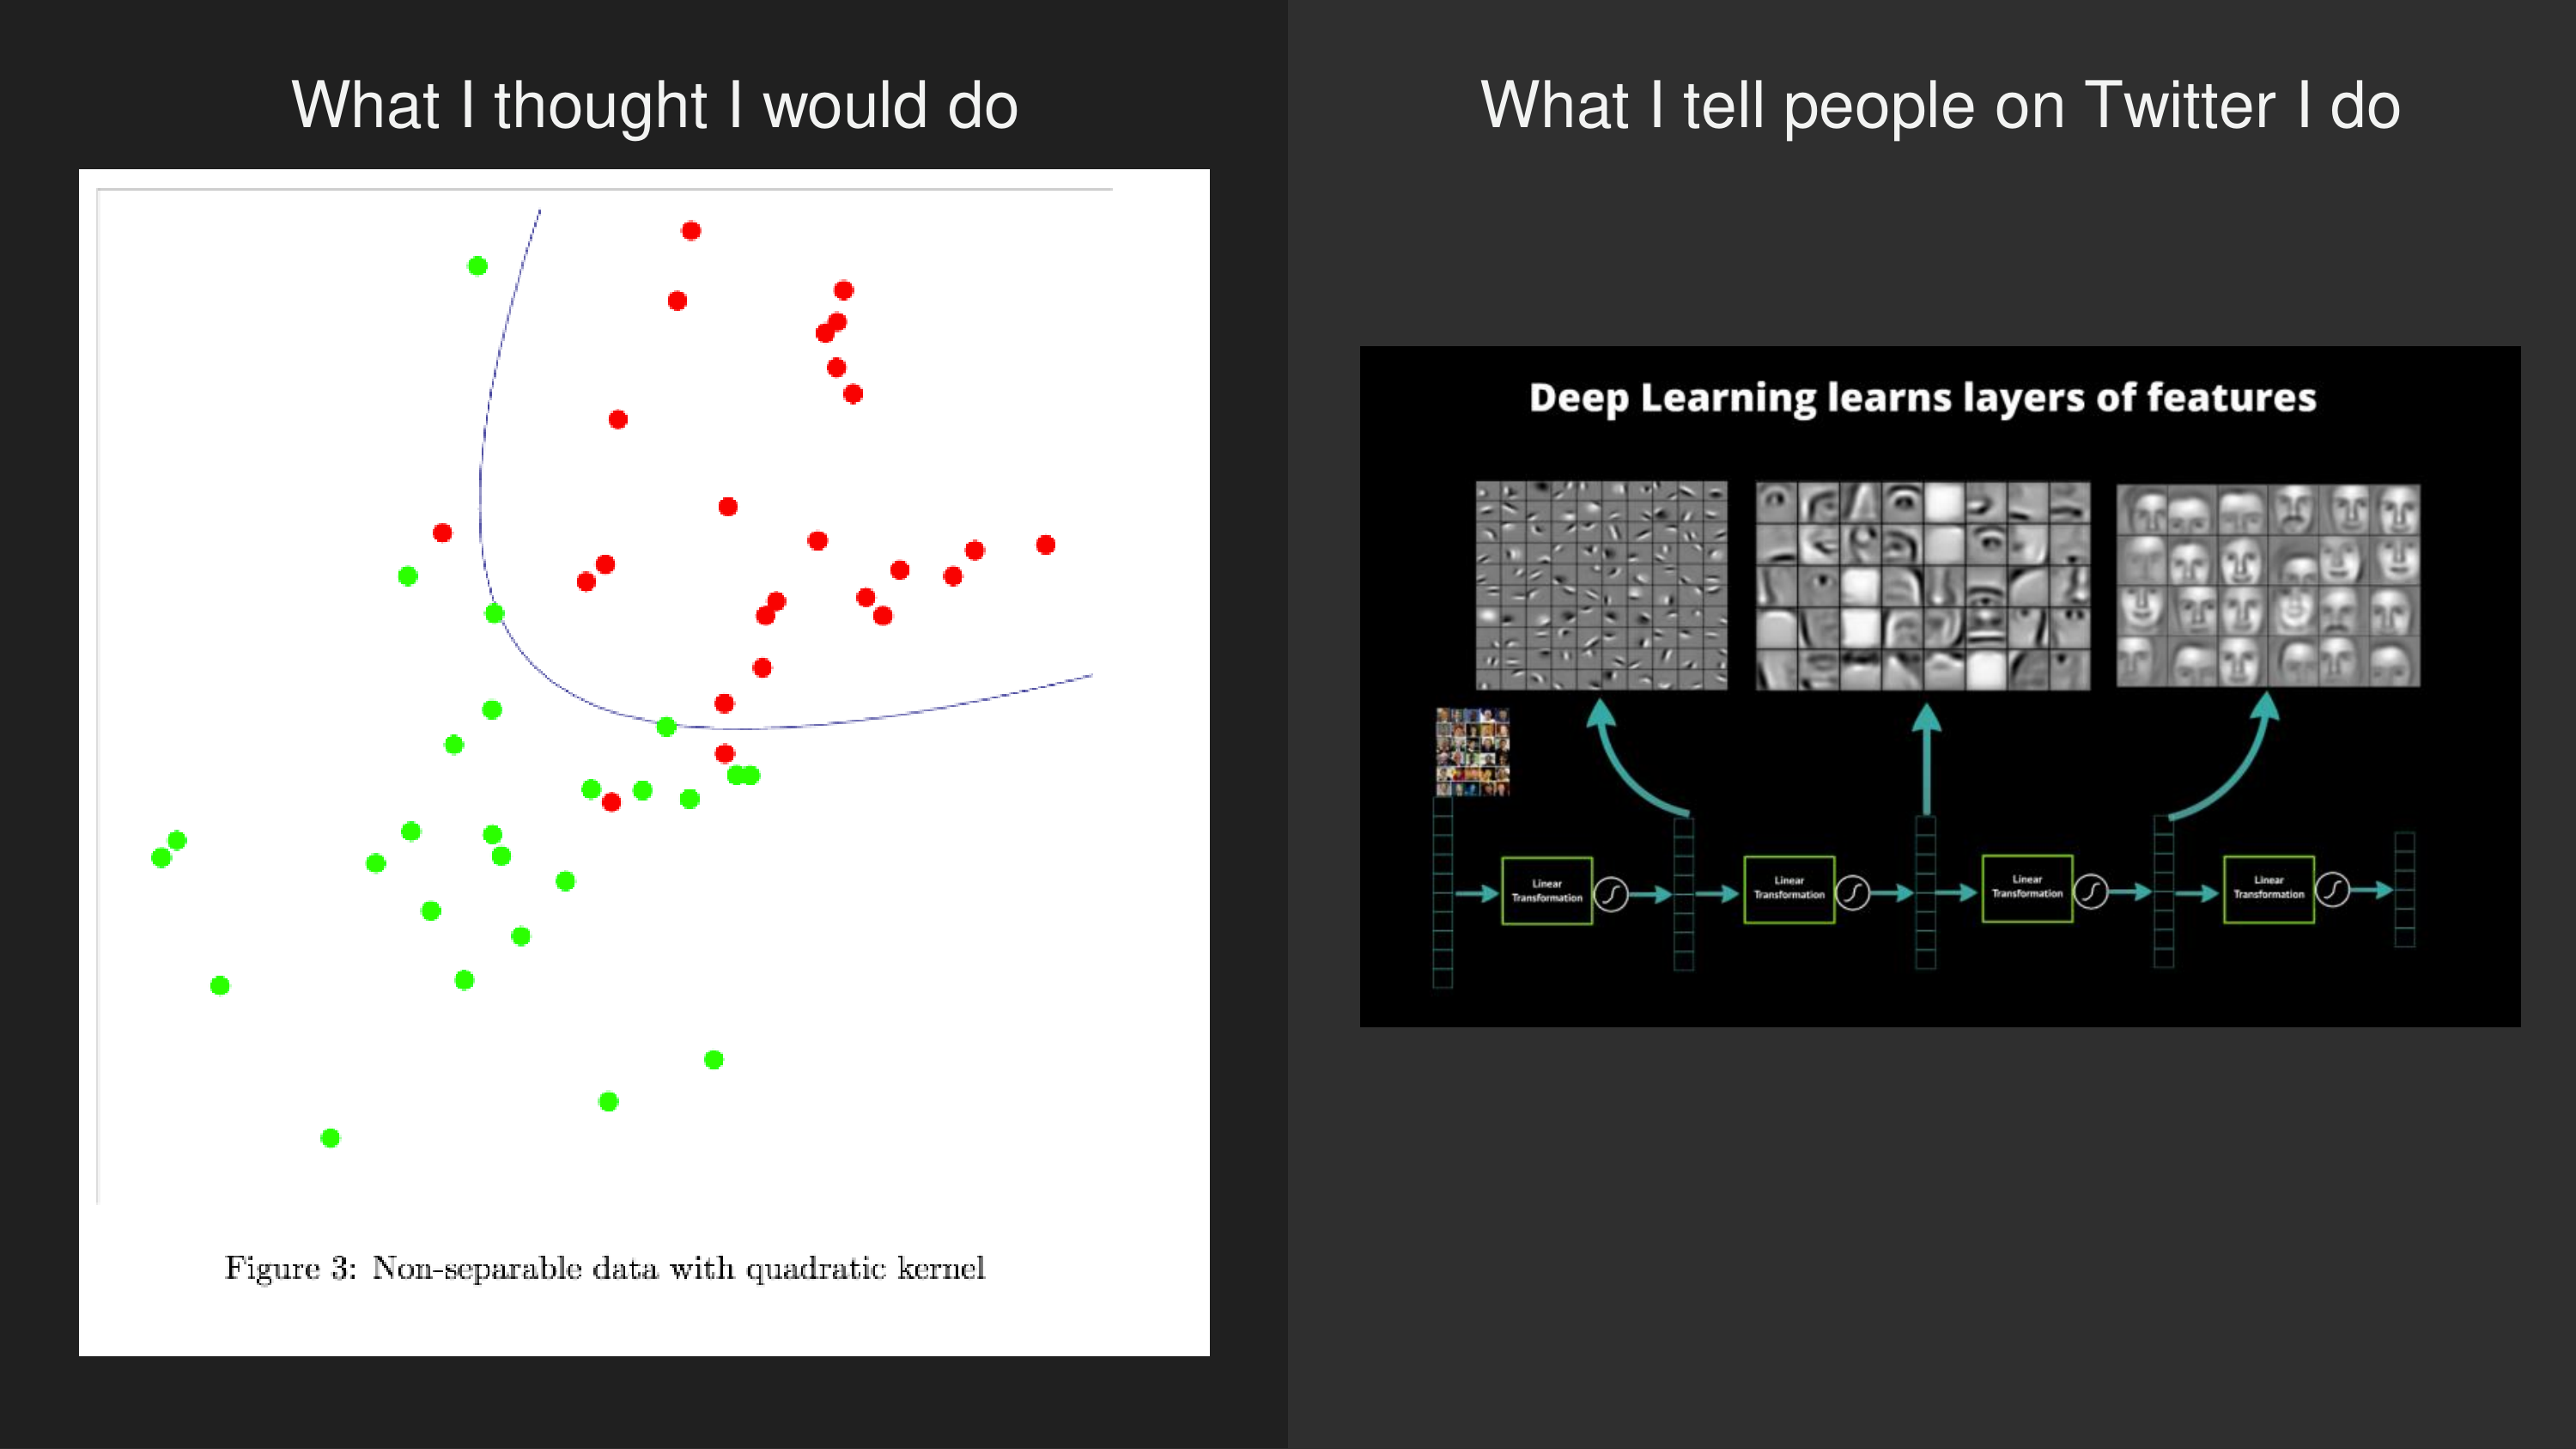 What I thought I would do
Figure 3: Non-separable data with quadratic kernel
What I tell people on Twitter I do
Deep Learning learns layers of features
Linear
Transformation
Linear
Transformation
Linear
Transformation
Linear
Transformation